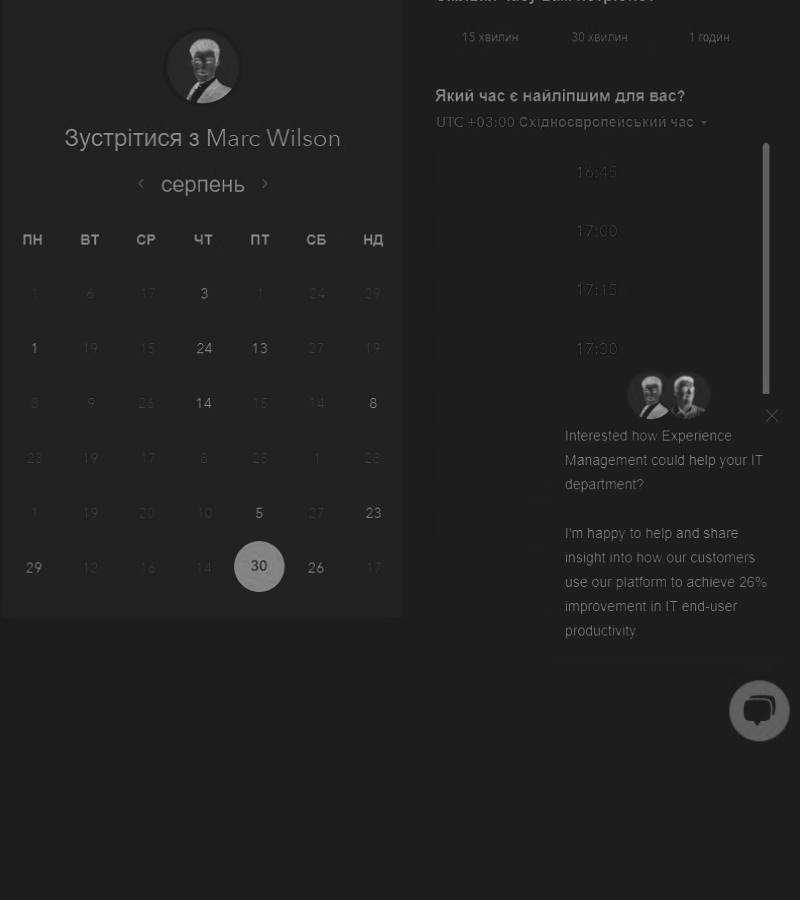 15 хвилин 30 хвилин 1 годин
Який час є найліпшим для вас?
UTC +03:00 Східноєвропейський час
Зустрітися з Marc Wilson
серпень
ПН ВТ СР ЧТ ПТ СБ НД
1 6 17 3 1 24 29
1 19 15 24 13 27 19
8 9 26 14 15 14 8
23 19 17 8 25 1 28
1 19 20 10 5 27 23
29 12 16 14 30 26 17
16:45
17:00
17:15
17:30
Interested how Experience
Management could help your IT
department?
I'm happy to help and share
insight into how our customers
use our platform to achieve 26%
improvement in IT end-user
productivity.